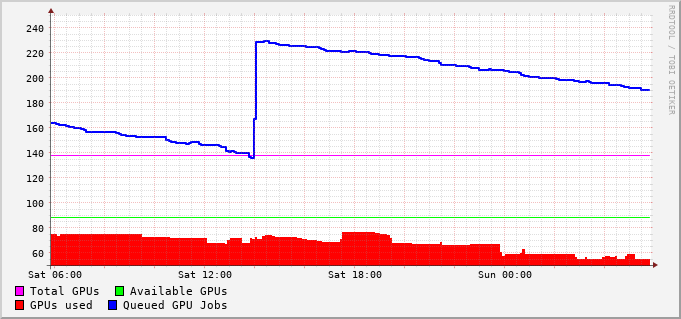 240
220
200
180
160
140
120
100
80
60
Sat 06:00 Sat 12:00 Sat 18:00 Sun 00:00
Total GPUs Available GPUs
GPUs used Queued GPU Jobs
RRDTOOL / TOBI OETIKER